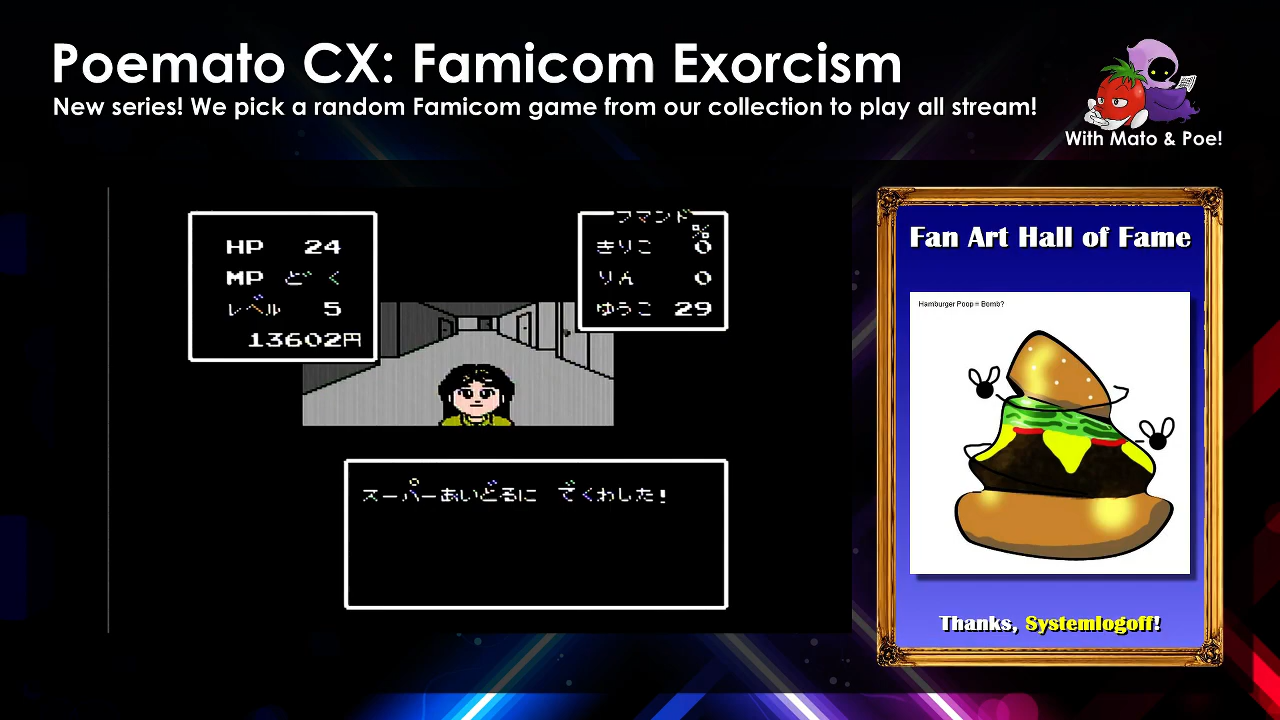 Poemato CX: Famicom Exorcism
New series! We pick a random Famicom game from our collection to play all stream!
With Mato & Poe!
HP 24
MP どく
レベル 5
13602円
フマンド
%
きりこ 0
りん 0
ゆうこ 29
スーパーあいどるに でくわした!
Fan Art Hall of Fame
Hamburger Poop = Bomb?
Thanks, Systemlogoff!